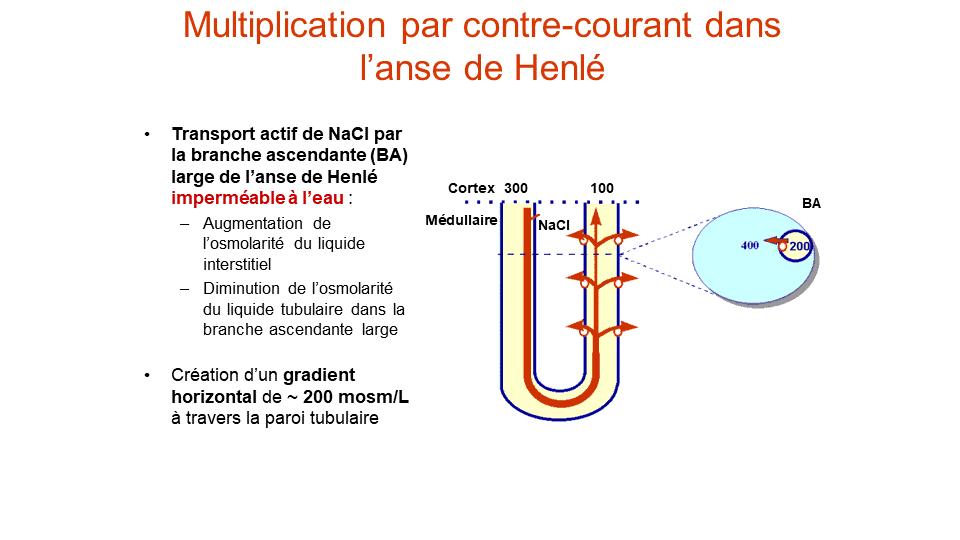 Multiplication par contre-courant dans
l’anse de Henlé
• Transport actif de NaCl par
la branche ascendante (BA)
large de l’anse de Henlé
imperméable à l’eau :
– Augmentation de
l’osmolarité du liquide
interstitiel
– Diminution de l’osmolarité
du liquide tubulaire dans la
branche ascendante large
• Création d’un gradient
horizontal de ~ 200 mosm/L
à travers la paroi tubulaire
Cortex 300 100
Médullaire
NaCl
BA
400
200